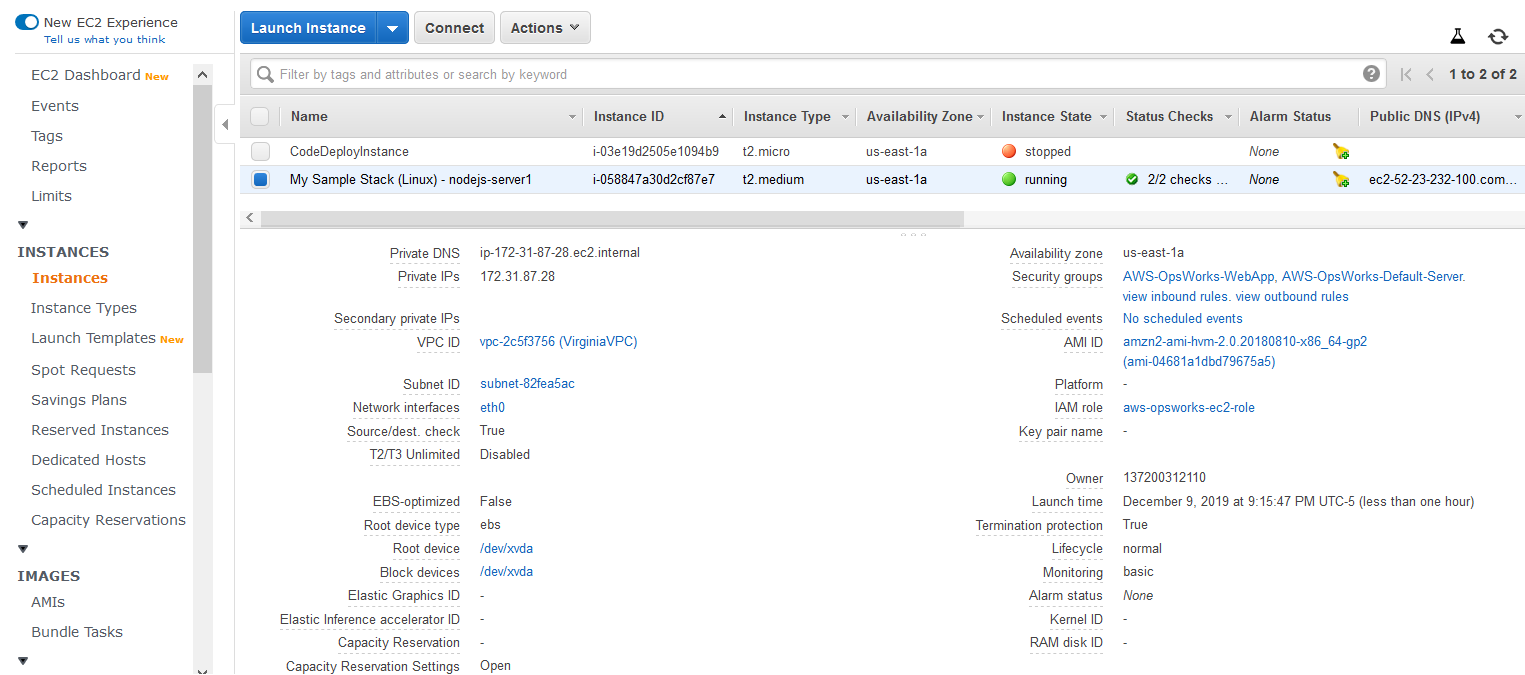 New EC2 Experience
Tell us what you think
EC2 Dashboard New
Events
Tags
Reports
Limits
INSTANCES
Instances
Instance Types
Launch Templates New
Spot Requests
Savings Plans
Reserved Instances
Dedicated Hosts
Scheduled Instances
Capacity Reservations
IMAGES
AMIs
Bundle Tasks
Launch Instance Connect Actions
Filter by tags and attributes or search by keyword 1 to 2 of 2
Name Instance ID Instance Type Availability Zone Instance State Status Checks Alarm Status Public DNS (IPv4)
CodeDeployInstance i-03e19d2505e1094b9 t2.micro us-east-1a stopped None
My Sample Stack (Linux) - nodejs-server1 i-058847a30d2cf87e7 t2.medium us-east-1a running 2/2 checks ... None ec2-52-23-232-100.com...
Private DNS ip-172-31-87-28.ec2.internal
Private IPs 172.31.87.28
Secondary private IPs
VPC ID vpc-2c5f3756 (VirginiaVPC)
Subnet ID subnet-82fea5ac
Network interfaces eth0
Source/dest. check True
T2/T3 Unlimited Disabled
EBS-optimized False
Root device type ebs
Root device /dev/xvda
Block devices /dev/xvda
Elastic Graphics ID -
Elastic Inference accelerator ID -
Capacity Reservation -
Capacity Reservation Settings Open
Availability zone us-east-1a
Security groups AWS-OpsWorks-WebApp, AWS-OpsWorks-Default-Server.
view inbound rules. view outbound rules
Scheduled events No scheduled events
AMI ID amzn2-ami-hvm-2.0.20180810-x86_64-gp2
(ami-04681a1dbd79675a5)
Platform -
IAM role aws-opsworks-ec2-role
Key pair name -
Owner 137200312110
Launch time December 9, 2019 at 9:15:47 PM UTC-5 (less than one hour)
Termination protection True
Lifecycle normal
Monitoring basic
Alarm status None
Kernel ID -
RAM disk ID -